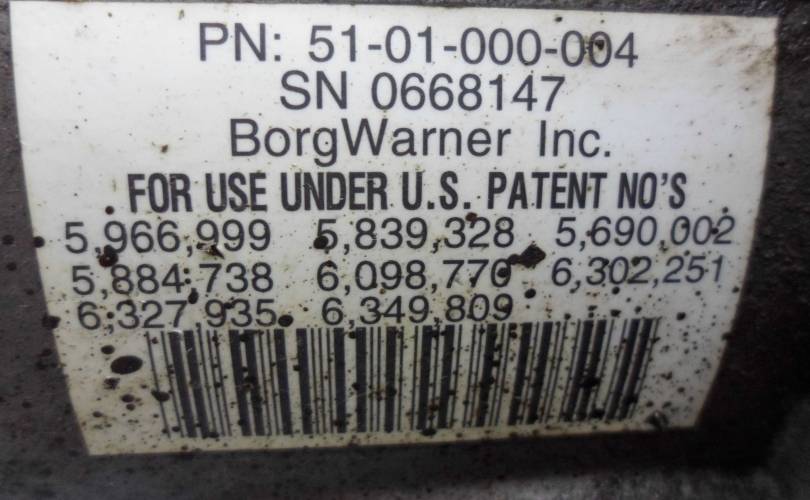 PN: 51-01-000-004
SN 0668147
BorgWarner Inc.
FOR USE UNDER U.S. PATENT NO'S
5,966,999 5,839,328 5,690,002
5,884,738 6,098,770 6,302,251
6,327,935 6,349,809